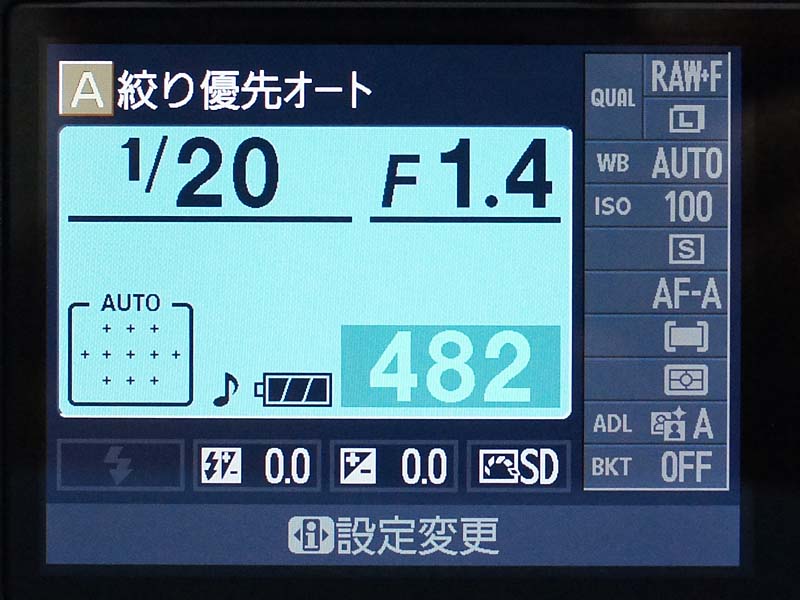 A 絞り優先オート
1/20 F1.4
AUTO
482
0.0 0.0 SD
QUAL RAW+F
L
WB AUTO
ISO 100
S
AF-A
ADL A
BKT OFF
i 設定変更